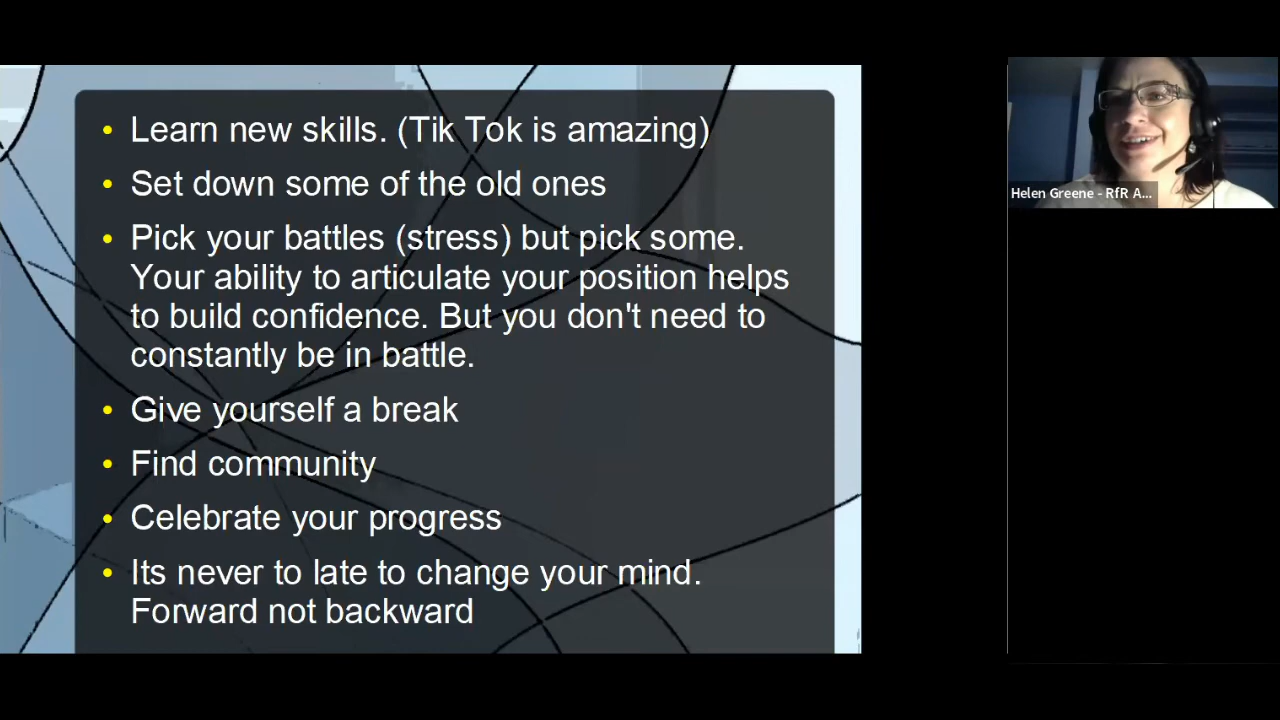 Learn new skills. (Tik Tok is amazing)
Set down some of the old ones
Pick your battles (stress) but pick some.
Your ability to articulate your position helps
to build confidence. But you don't need to
constantly be in battle.
Give yourself a break
Find community
Celebrate your progress
Its never to late to change your mind.
Forward not backward
Helen Greene - RfR A...